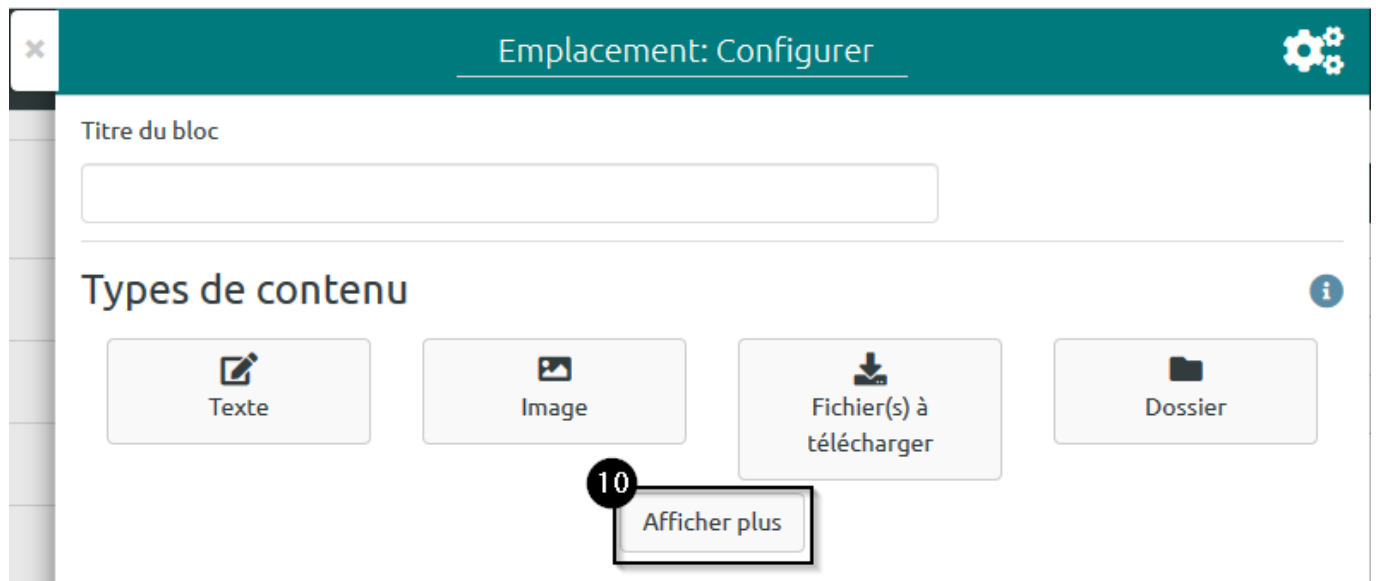 Emplacement: Configurer
Titre du bloc
Types de contenu
Texte
Image
Fichier(s) à
télécharger
Dossier
10
Afficher plus